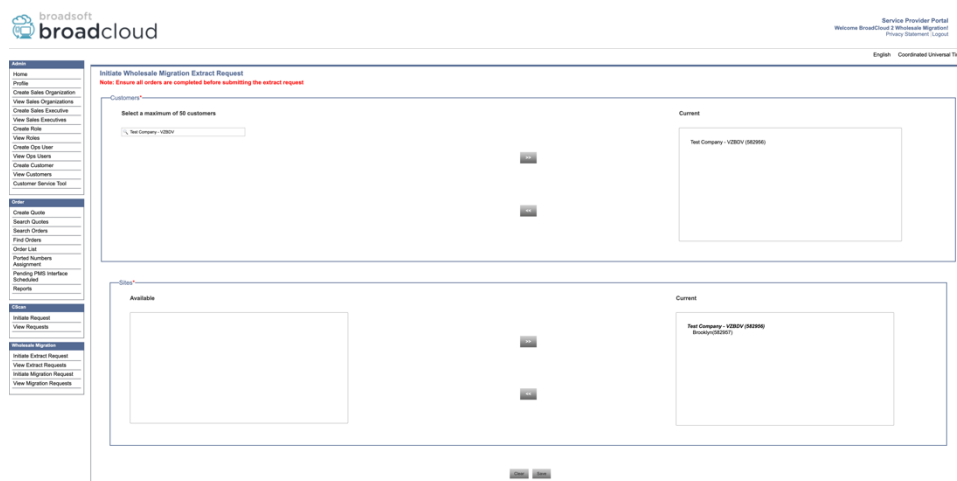 broadsoft
broadcloud
Service Provider Portal
Welcome BroadCloud 2 Wholesale Migration!
Privacy Statement Logout
English Coordinated Universal Ti
Admin
Home
Profile
Create Sales Organization
View Sales Organizations
Create Sales Executive
View Sales Executives
Create Role
View Roles
Create Ops User
View Ops Users
Create Customer
View Customers
Customer Service Tool
Order
Create Quote
Search Quotes
Search Orders
Find Orders
Order List
Ported Numbers
Assignment
Pending PMS Interface
Scheduled
Reports
CScan
Initiate Request
View Requests
Wholesale Migration
Initiate Extract Request
View Extract Requests
Initiate Migration Request
View Migration Requests
Initiate Wholesale Migration Extract Request
Note: Ensure all orders are completed before submitting the extract request
Customers*
Select a maximum of 50 customers
Current
Test Company - VZBDV
Test Company - VZBDV (582956)
>>
<<
Sites*
Available
Current
Test Company - VZBDV (582956)
Brooklyn(582957)
>>
<<
Clear Save